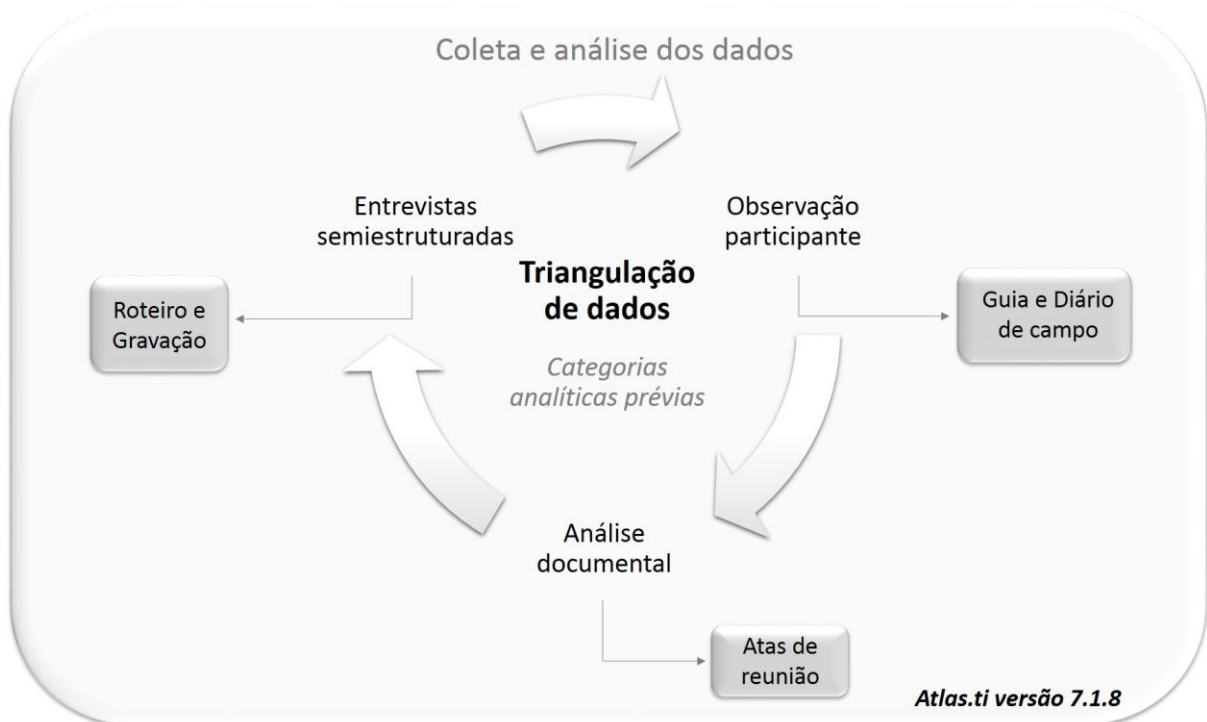 Coleta e análise dos dados
Entrevistas
semiestruturadas
Observação
participante
Triangulação
de dados
Roteiro e
Gravação
Guia e Diário
de campo
Categorias
analíticas prévias
Análise
documental
Atas de
reunião
Atlas.ti versão 7.1.8